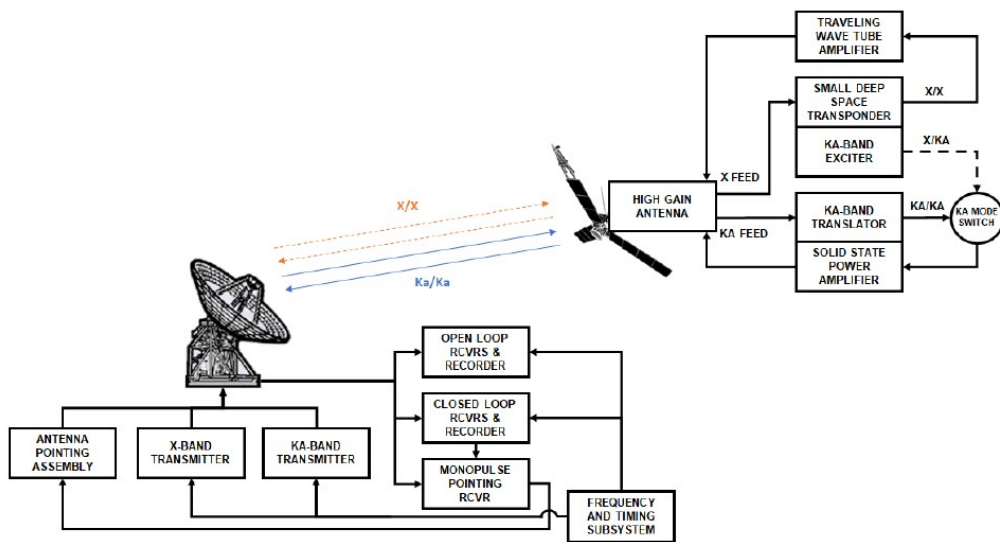 TRAVELING
WAVE TUBE
AMPLIFIER
SMALL DEEP
SPACE
TRANSPONDER
X/X
KA-BAND
EXCITER
X/KA
X FEED
HIGH GAIN
ANTENNA
KA FEED
KA-BAND
TRANSLATOR
KA/KA
KA MODE
SWITCH
SOLID STATE
POWER
AMPLIFIER
X/X
Ka/Ka
OPEN LOOP
RCVRS &
RECORDER
CLOSED LOOP
RCVRS &
RECORDER
ANTENNA
POINTING
ASSEMBLY
X-BAND
TRANSMITTER
KA-BAND
TRANSMITTER
MONOPULSE
POINTING
RCVR
FREQUENCY
AND TIMING
SUBSYSTEM